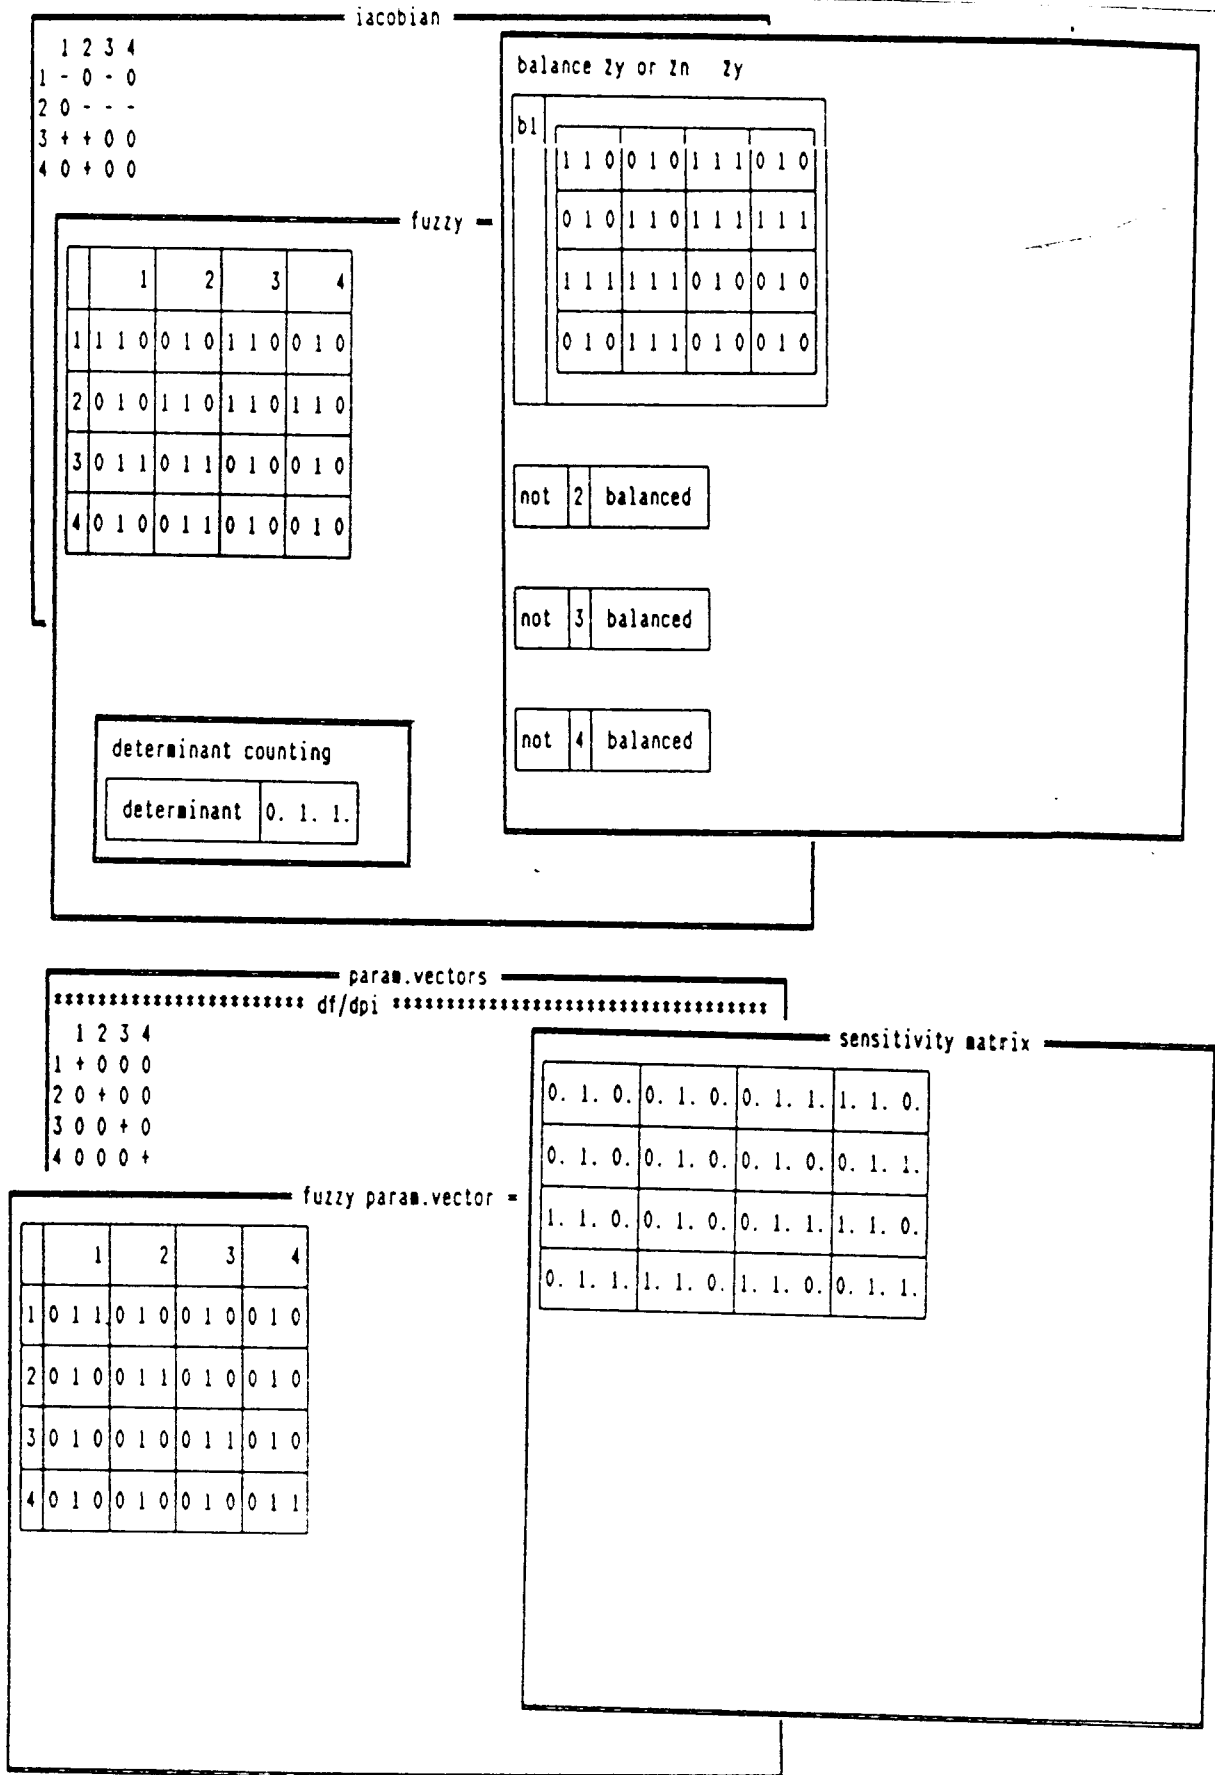 iacobian
1 2 3 4
1 - 0 - 0
2 0 - - -
3 + + 0 0
4 0 + 0 0
balance Zy or Zn Zy
b1
1 1 0 0 1 0 1 1 1 0 1 0
0 1 0 1 1 0 1 1 1 1 1 1
1 1 1 1 1 1 0 1 0 0 1 0
0 1 0 1 1 1 0 1 0 0 1 0
not 2 balanced
not 3 balanced
not 4 balanced
fuzzy =
1 2 3 4
1 1 1 0 0 1 0 1 1 0 0 1 0
2 0 1 0 1 1 0 1 1 0 1 1 0
3 0 1 1 0 1 1 0 1 0 0 1 0
4 0 1 0 0 1 1 0 1 0 0 1 0
determinant counting
determinant 0. 1. 1.
param.vectors
************************ df/dpi ***********************************
1 2 3 4
1 + 0 0 0
2 0 + 0 0
3 0 0 + 0
4 0 0 0 +
sensitivity matrix
0. 1. 0. 0. 1. 0. 0. 1. 1. 1. 1. 0.
0. 1. 0. 0. 1. 0. 0. 1. 0. 0. 1. 1.
1. 1. 0. 0. 1. 0. 0. 1. 1. 1. 1. 0.
0. 1. 1. 1. 1. 0. 1. 1. 0. 0. 1. 1.
fuzzy param.vector =
1 2 3 4
1 0 1 1 0 1 0 0 1 0 0 1 0
2 0 1 0 0 1 1 0 1 0 0 1 0
3 0 1 0 0 1 0 0 1 1 0 1 0
4 0 1 0 0 1 0 0 1 0 0 1 1